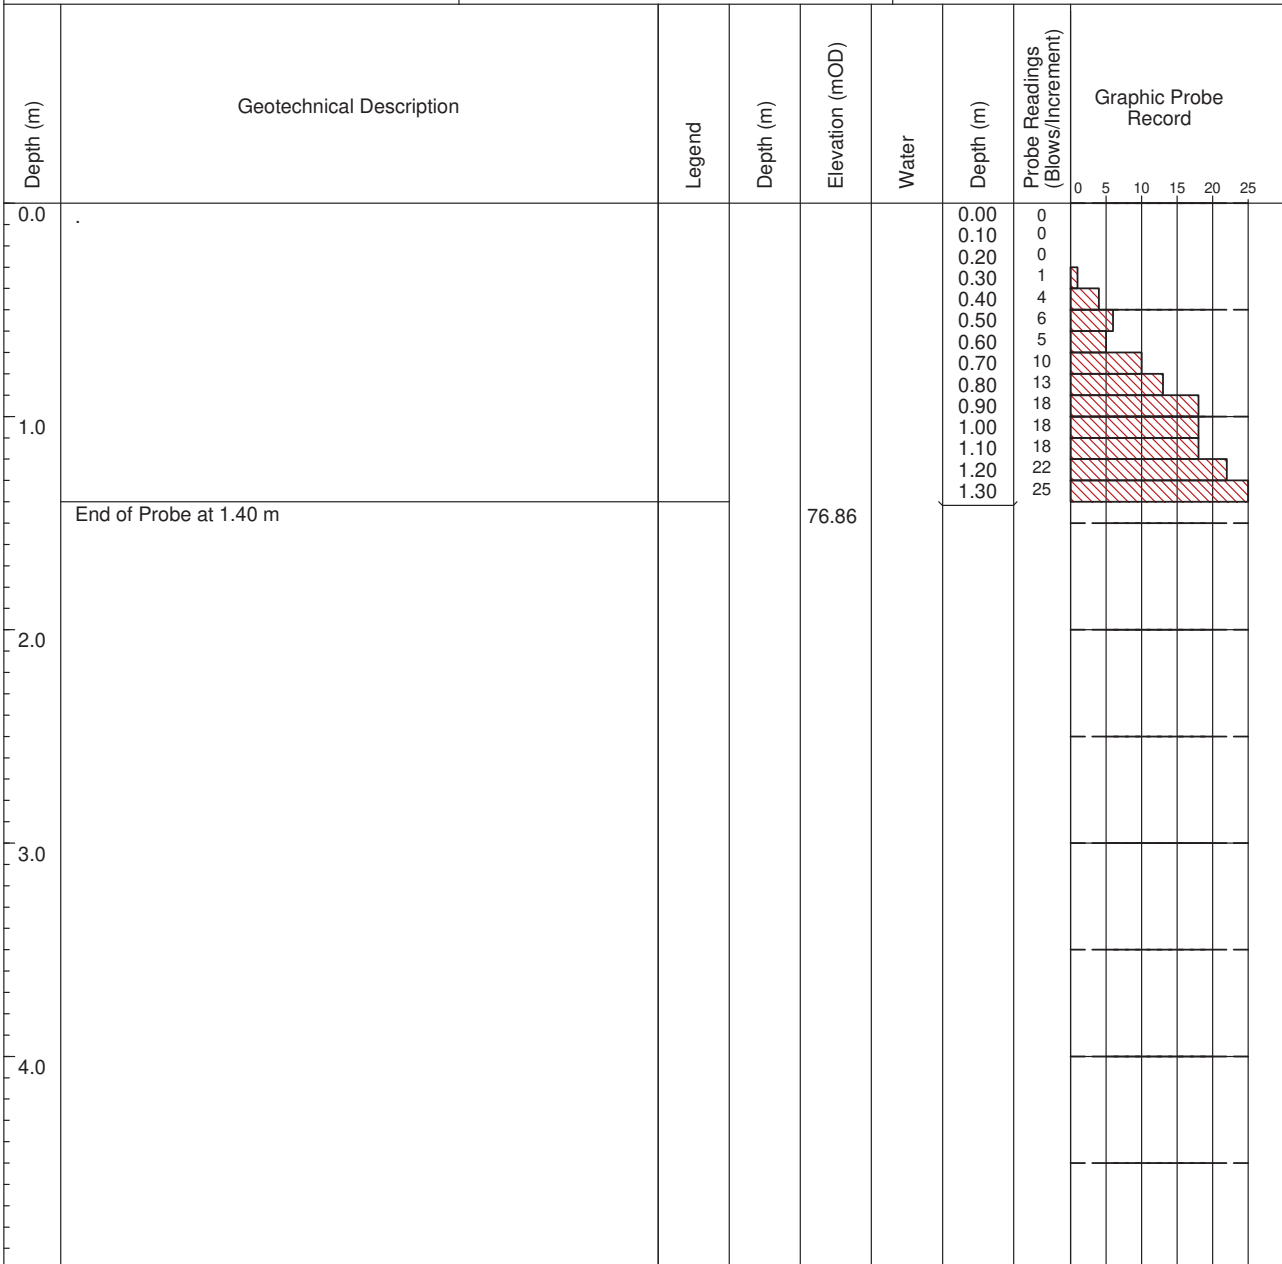 Depth (m)
Geotechnical Description
Legend
Depth (m)
Elevation (mOD)
Water
Depth (m)
Probe Readings
(Blows/Increment)
Graphic Probe
Record
0 5 10 15 20 25
0.0 . 0.00 0
0.10 0
0.20 0
0.30 1
0.40 4
0.50 6
0.60 5
0.70 10
0.80 13
0.90 18
1.0 1.00 18
1.10 18
1.20 22
1.30 25
End of Probe at 1.40 m 76.86
2.0
3.0
4.0